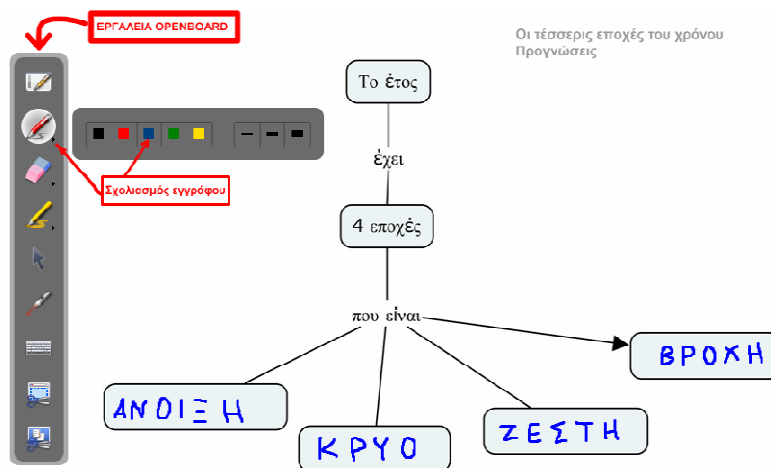 ΕΡΓΑΛΕΙΑ OPENBOARD
Οι τέσσερις εποχές του χρόνου
Προγνώσεις
Το έτος
έχει
Σχολιασμός εγγράφου
4 εποχές
που είναι
ΒΡΟΧΗ
ΑΝΟΙΞΗ
ΚΡΥΟ
ΖΕΣΤΗ